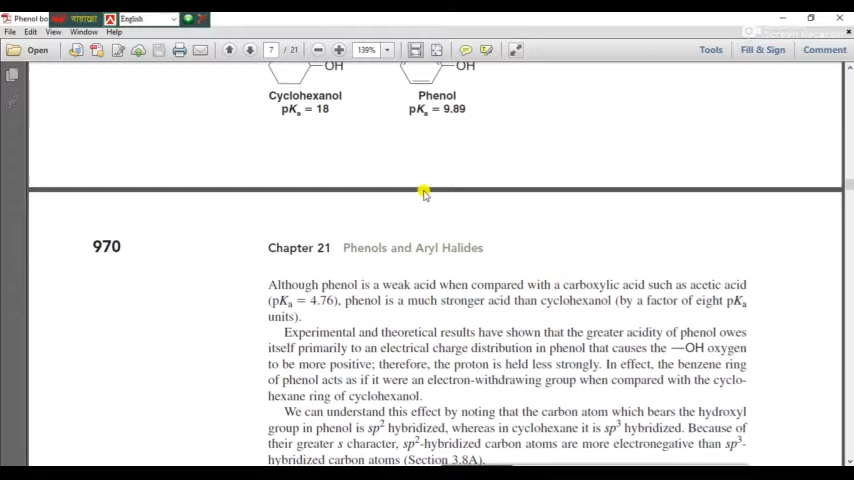 Phenol bo
বায়ান্নো
English
File Edit View Window Help
Open
7 / 21
139%
Tools Fill & Sign Comment
OH
OH
Cyclohexanol Phenol
pKa = 18 pKa = 9.89
970
Chapter 21 Phenols and Aryl Halides
Although phenol is a weak acid when compared with a carboxylic acid such as acetic acid
(pKa = 4.76), phenol is a much stronger acid than cyclohexanol (by a factor of eight pKa
units).
Experimental and theoretical results have shown that the greater acidity of phenol owes
itself primarily to an electrical charge distribution in phenol that causes the —OH oxygen
to be more positive; therefore, the proton is held less strongly. In effect, the benzene ring
of phenol acts as if it were an electron-withdrawing group when compared with the cyclo-
hexane ring of cyclohexanol.
We can understand this effect by noting that the carbon atom which bears the hydroxyl
group in phenol is sp2 hybridized, whereas in cyclohexane it is sp3 hybridized. Because of
their greater s character, sp2-hybridized carbon atoms are more electronegative than sp3-
hybridized carbon atoms (Section 3.8A).